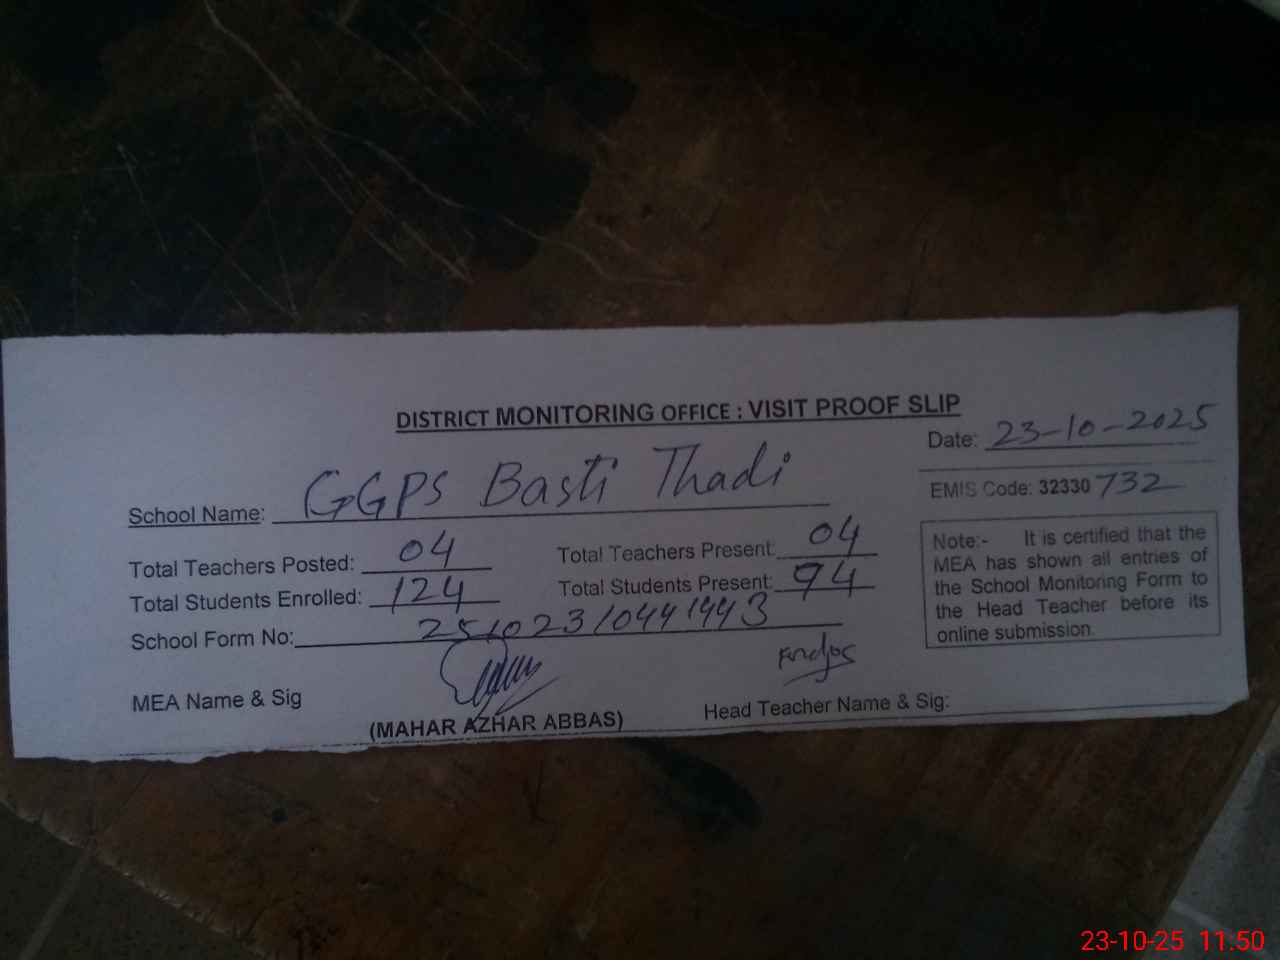 DISTRICT MONITORING OFFICE : VISIT PROOF SLIP
Date: 23-10-2025
School Name: GGPS Basti Thadi
EMIS Code: 32330732
Total Teachers Posted: 04 Total Teachers Present: 04
Total Students Enrolled: 124 Total Students Present: 94
School Form No: 2510231044 1443
Note:- It is certified that the
MEA has shown all entries of
the School Monitoring Form to
the Head Teacher before its
online submission.
MEA Name & Sig
(MAHAR AZHAR ABBAS)
Head Teacher Name & Sig:
23-10-25 11:50